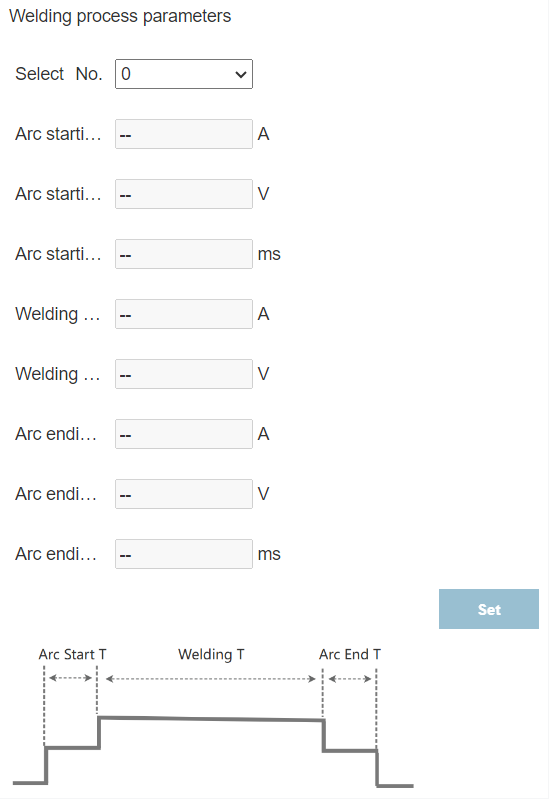 Welding process parameters
Select No. 0
Arc starti... -- A
Arc starti... -- V
Arc starti... -- ms
Welding ... -- A
Welding ... -- V
Arc endi... -- A
Arc endi... -- V
Arc endi... -- ms
Set
Arc Start T Welding T Arc End T